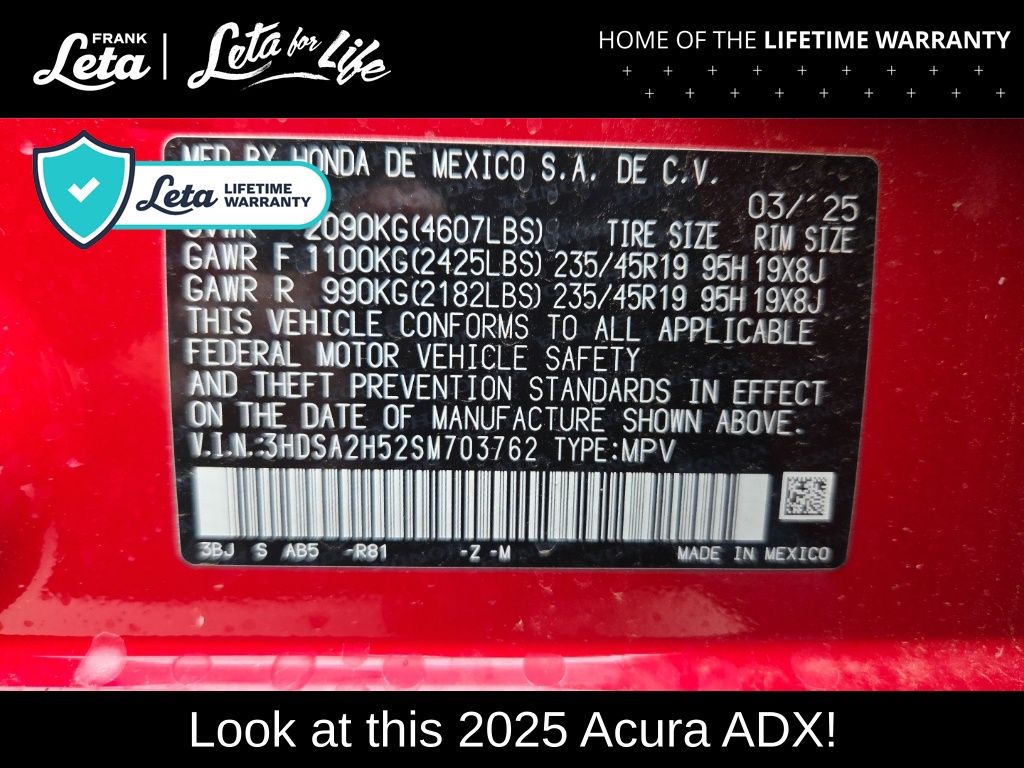 FRANK
Leta
Leta for Life
HOME OF THE LIFETIME WARRANTY
MFD BY HONDA DE MEXICO S.A. DE C.V.
03/´25
Leta LIFETIME
WARRANTY
GVWR 2090KG(4607LBS) TIRE SIZE RIM SIZE
GAWR F 1100KG(2425LBS) 235/45R19 95H 19X8J
GAWR R 990KG(2182LBS) 235/45R19 95H 19X8J
THIS VEHICLE CONFORMS TO ALL APPLICABLE
FEDERAL MOTOR VEHICLE SAFETY
AND THEFT PREVENTION STANDARDS IN EFFECT
ON THE DATE OF MANUFACTURE SHOWN ABOVE.
V.I.N.:3HDSA2H52SM703762 TYPE:MPV
3BJ S AB5 -R81 -Z -M MADE IN MEXICO
Look at this 2025 Acura ADX!